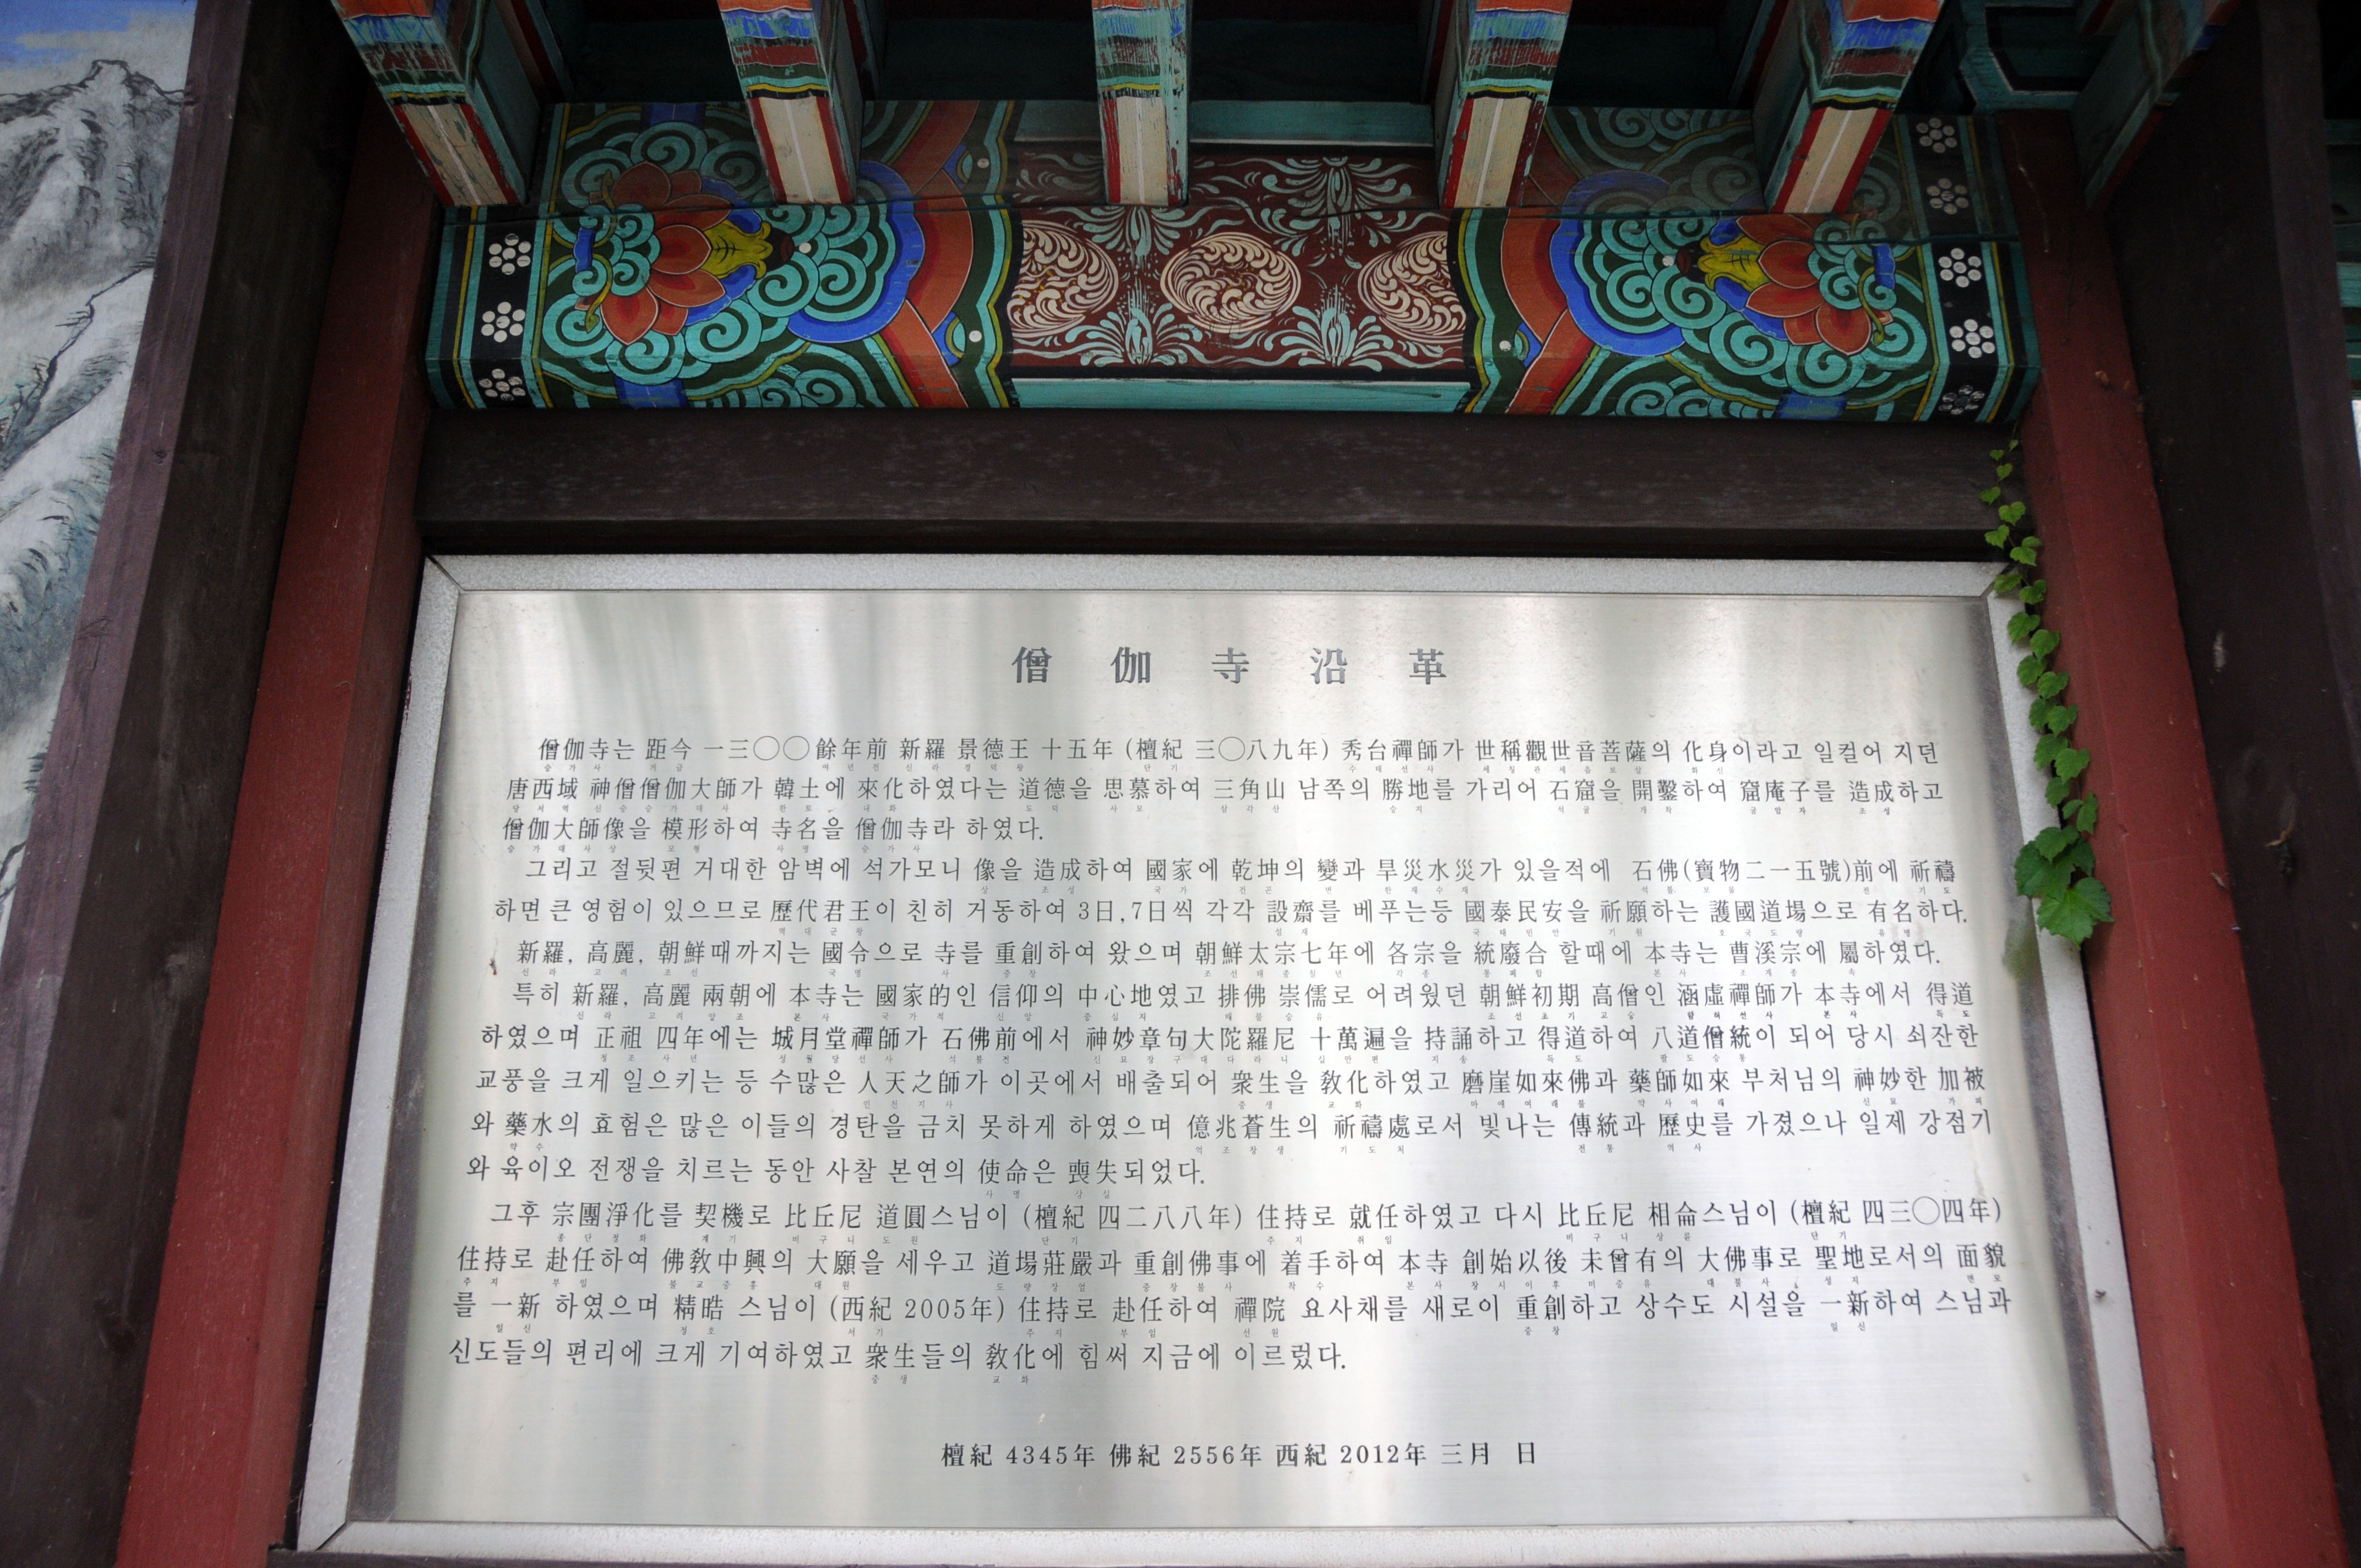 僧伽寺沿革
僧伽寺는 距今 一三〇〇餘年前 新羅 景德王 十五年 (檀紀 三〇八九年) 秀台禪師가 世稱觀世音菩薩의 化身이라고 일컬어 지던
唐西域 神僧僧伽大師가 韓土에 來化하였다는 道德을 思慕하여 三角山 남쪽의 勝地를 가리어 石窟을 開鑿하여 窟庵子를 造成하고
僧伽大師像을 模形하여 寺名을 僧伽寺라 하였다.
그리고 절뒷편 거대한 암벽에 석가모니 像을 造成하여 國家에 乾坤의 變과 旱災水災가 있을적에 石佛(寶物二一五號)前에 祈禱
하면 큰 영험이 있으므로 歷代君王이 친히 거동하여 3日,7日씩 각각 設齋를 베푸는등 國泰民安을 祈願하는 護國道場으로 有名하다.
新羅, 高麗, 朝鮮때까지는 國令으로 寺를 重創하여 왔으며 朝鮮太宗七年에 各宗을 統廢合 할때에 本寺는 曹溪宗에 屬하였다.
특히 新羅, 高麗 兩朝에 本寺는 國家的인 信仰의 中心地였고 排佛 崇儒로 어려웠던 朝鮮初期 高僧인 涵虛禪師가 本寺에서 得道
하였으며 正祖 四年에는 城月堂禪師가 石佛前에서 神妙章句大陀羅尼 十萬遍을 持誦하고 得道하여 八道僧統이 되어 당시 쇠잔한
교풍을 크게 일으키는 등 수많은 人天之師가 이곳에서 배출되어 衆生을 敎化하였고 磨崖如來佛과 藥師如來 부처님의 神妙한 加被
와 藥水의 효험은 많은 이들의 경탄을 금치 못하게 하였으며 億兆蒼生의 祈禱處로서 빛나는 傳統과 歷史를 가졌으나 일제 강점기
와 육이오 전쟁을 치르는 동안 사찰 본연의 使命은 喪失되었다.
그후 宗團淨化를 契機로 比丘尼 道圓스님이 (檀紀 四二八八年) 住持로 就任하였고 다시 比丘尼 相侖스님이 (檀紀 四三〇四年)
住持로 赴任하여 佛敎中興의 大願을 세우고 道場莊嚴과 重創佛事에 着手하여 本寺 創始以後 未曾有의 大佛事로 聖地로서의 面貌
를 一新 하였으며 精晧 스님이 (西紀 2005年) 住持로 赴任하여 禪院 요사채를 새로이 重創하고 상수도 시설을 一新하여 스님과
신도들의 편리에 크게 기여하였고 衆生들의 敎化에 힘써 지금에 이르렀다.
檀紀 4345年 佛紀 2556年 西紀 2012年 三月 日